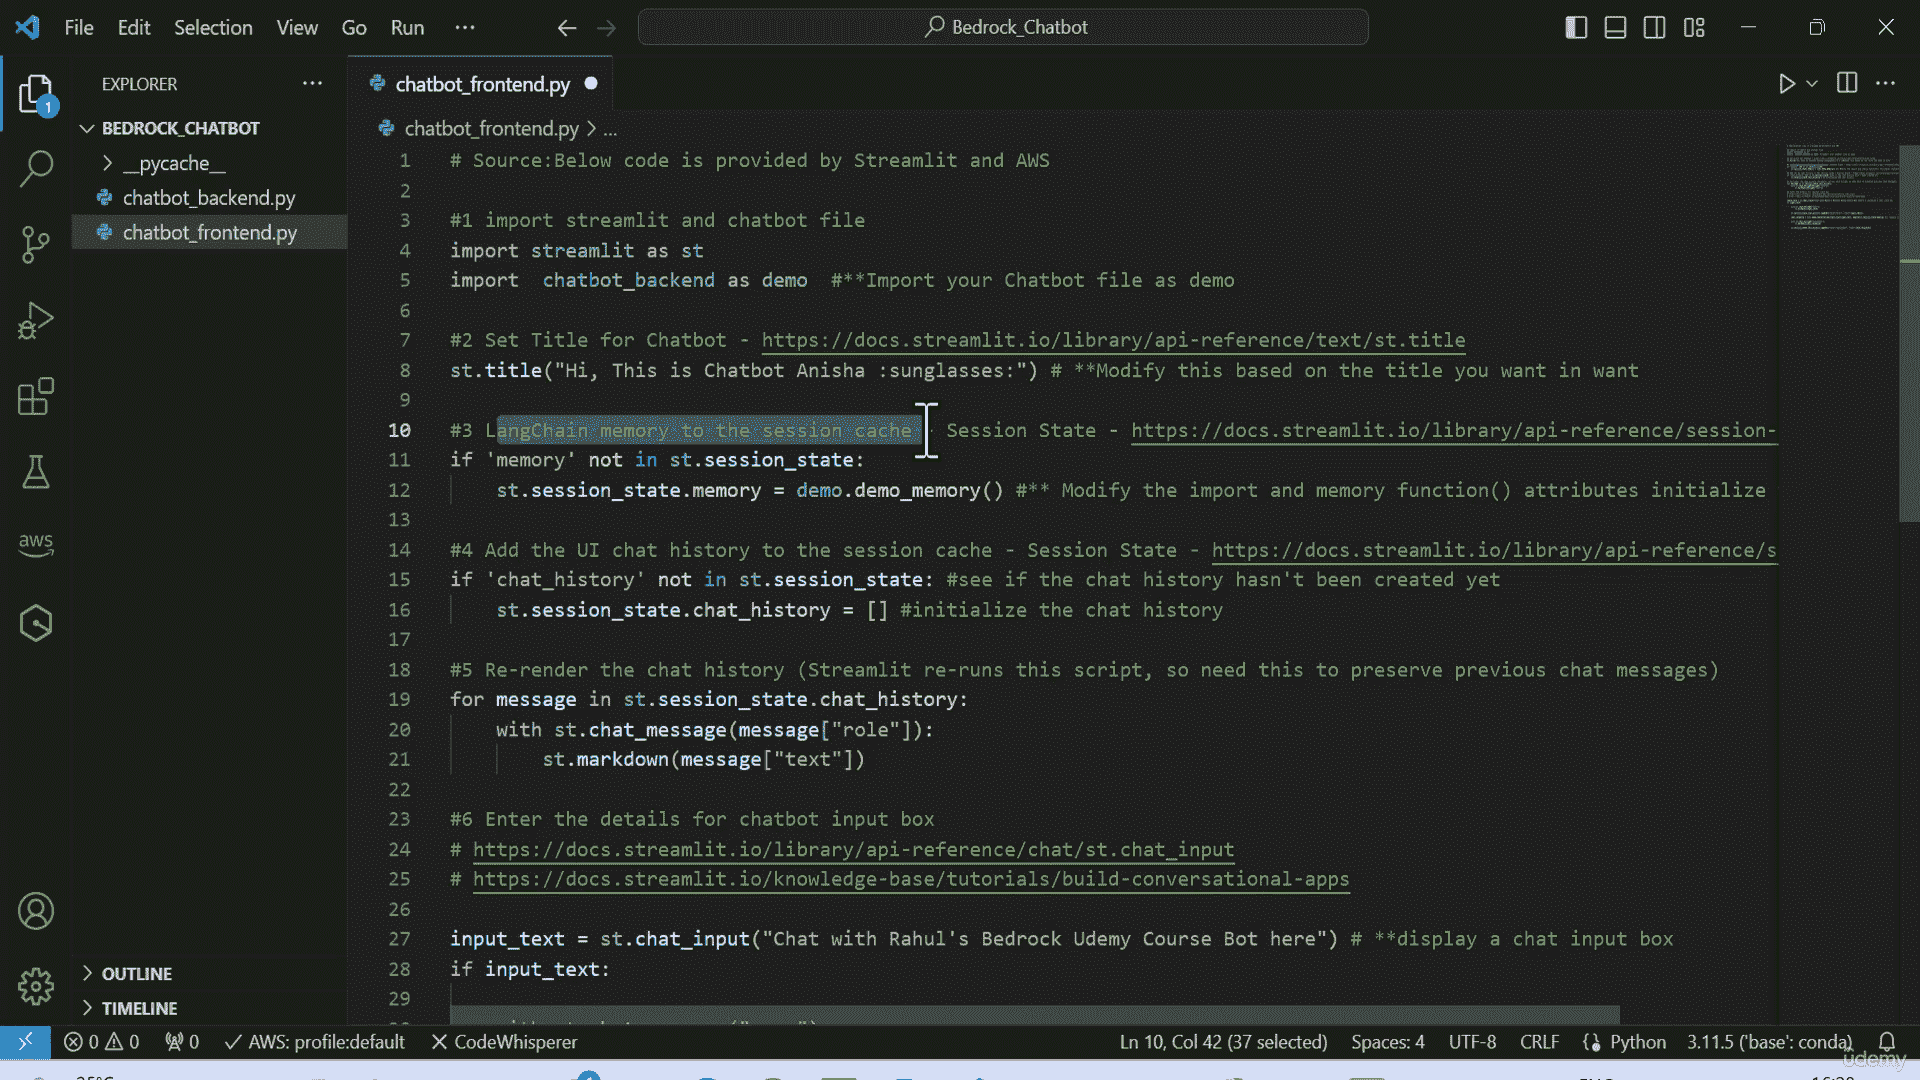 File Edit Selection View Go Run ··· Bedrock_Chatbot
EXPLORER ···
1
BEDROCK_CHATBOT
__pycache__
chatbot_backend.py
chatbot_frontend.py
aws
OUTLINE
TIMELINE
chatbot_frontend.py
chatbot_frontend.py > ...
1 # Source:Below code is provided by Streamlit and AWS
2
3 #1 import streamlit and chatbot file
4 import streamlit as st
5 import  chatbot_backend as demo  #**Import your Chatbot file as demo
6
7 #2 Set Title for Chatbot - https://docs.streamlit.io/library/api-reference/text/st.title
8 st.title("Hi, This is Chatbot Anisha :sunglasses:") # **Modify this based on the title you want in want
9
10 #3 LangChain memory to the session cache - Session State - https://docs.streamlit.io/library/api-reference/session-
11 if 'memory' not in st.session_state:
12     st.session_state.memory = demo.demo_memory() #** Modify the import and memory function() attributes initialize
13
14 #4 Add the UI chat history to the session cache - Session State - https://docs.streamlit.io/library/api-reference/s
15 if 'chat_history' not in st.session_state: #see if the chat history hasn't been created yet
16     st.session_state.chat_history = [] #initialize the chat history
17
18 #5 Re-render the chat history (Streamlit re-runs this script, so need this to preserve previous chat messages)
19 for message in st.session_state.chat_history:
20     with st.chat_message(message["role"]):
21         st.markdown(message["text"])
22
23 #6 Enter the details for chatbot input box
24 # https://docs.streamlit.io/library/api-reference/chat/st.chat_input
25 # https://docs.streamlit.io/knowledge-base/tutorials/build-conversational-apps
26
27 input_text = st.chat_input("Chat with Rahul's Bedrock Udemy Course Bot here") # **display a chat input box
28 if input_text:
29
0 0 0 AWS: profile:default CodeWhisperer Ln 10, Col 42 (37 selected) Spaces: 4 UTF-8 CRLF Python 3.11.5 ('base': conda)
udemy